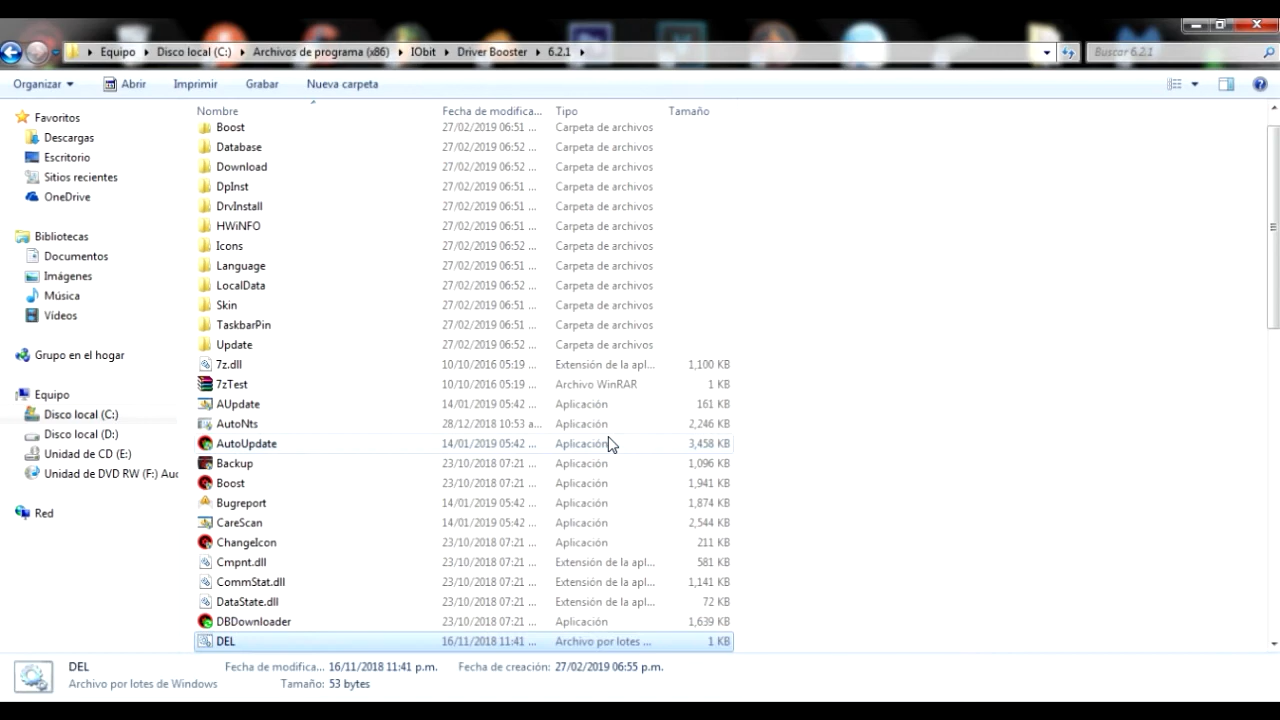 Equipo Disco local (C:) Archivos de programa (x86) IObit Driver Booster 6.2.1 Buscar 6.2.1
Organizar Abrir Imprimir Grabar Nueva carpeta
Nombre Fecha de modifica... Tipo Tamaño
Favoritos
Descargas
Escritorio
Sitios recientes
OneDrive
Bibliotecas
Documentos
Imágenes
Música
Vídeos
Grupo en el hogar
Equipo
Disco local (C:)
Disco local (D:)
Unidad de CD (E:)
Unidad de DVD RW (F:) Auc
Red
Boost 27/02/2019 06:51 ... Carpeta de archivos
Database 27/02/2019 06:52 ... Carpeta de archivos
Download 27/02/2019 06:51 ... Carpeta de archivos
DpInst 27/02/2019 06:51 ... Carpeta de archivos
DrvInstall 27/02/2019 06:51 ... Carpeta de archivos
HWiNFO 27/02/2019 06:51 ... Carpeta de archivos
Icons 27/02/2019 06:52 ... Carpeta de archivos
Language 27/02/2019 06:51 ... Carpeta de archivos
LocalData 27/02/2019 06:51 ... Carpeta de archivos
Skin 27/02/2019 06:51 ... Carpeta de archivos
TaskbarPin 27/02/2019 06:51 ... Carpeta de archivos
Update 27/02/2019 06:52 ... Carpeta de archivos
7z.dll 10/10/2016 05:19 ... Extensión de la apl... 1,100 KB
7zTest 10/10/2016 05:19 ... Archivo WinRAR 1 KB
AUpdate 14/01/2019 05:42 ... Aplicación 161 KB
AutoNts 28/12/2018 10:53 a... Aplicación 2,246 KB
AutoUpdate 14/01/2019 05:42 ... Aplicación 3,458 KB
Backup 23/10/2018 07:21 ... Aplicación 1,096 KB
Boost 23/10/2018 07:21 ... Aplicación 1,941 KB
Bugreport 14/01/2019 05:42 ... Aplicación 1,874 KB
CareScan 14/01/2019 05:42 ... Aplicación 2,544 KB
ChangeIcon 23/10/2018 07:21 ... Aplicación 211 KB
Cmpnt.dll 23/10/2018 07:21 ... Extensión de la apl... 581 KB
CommStat.dll 23/10/2018 07:21 ... Extensión de la apl... 1,141 KB
DataState.dll 23/10/2018 07:21 ... Extensión de la apl... 72 KB
DBDownloader 23/10/2018 07:21 ... Aplicación 1,639 KB
DEL 16/11/2018 11:41 ... Archivo por lotes ... 1 KB
DEL Fecha de modifica... 16/11/2018 11:41 p.m. Fecha de creación: 27/02/2019 06:55 p.m.
Archivo por lotes de Windows Tamaño: 53 bytes